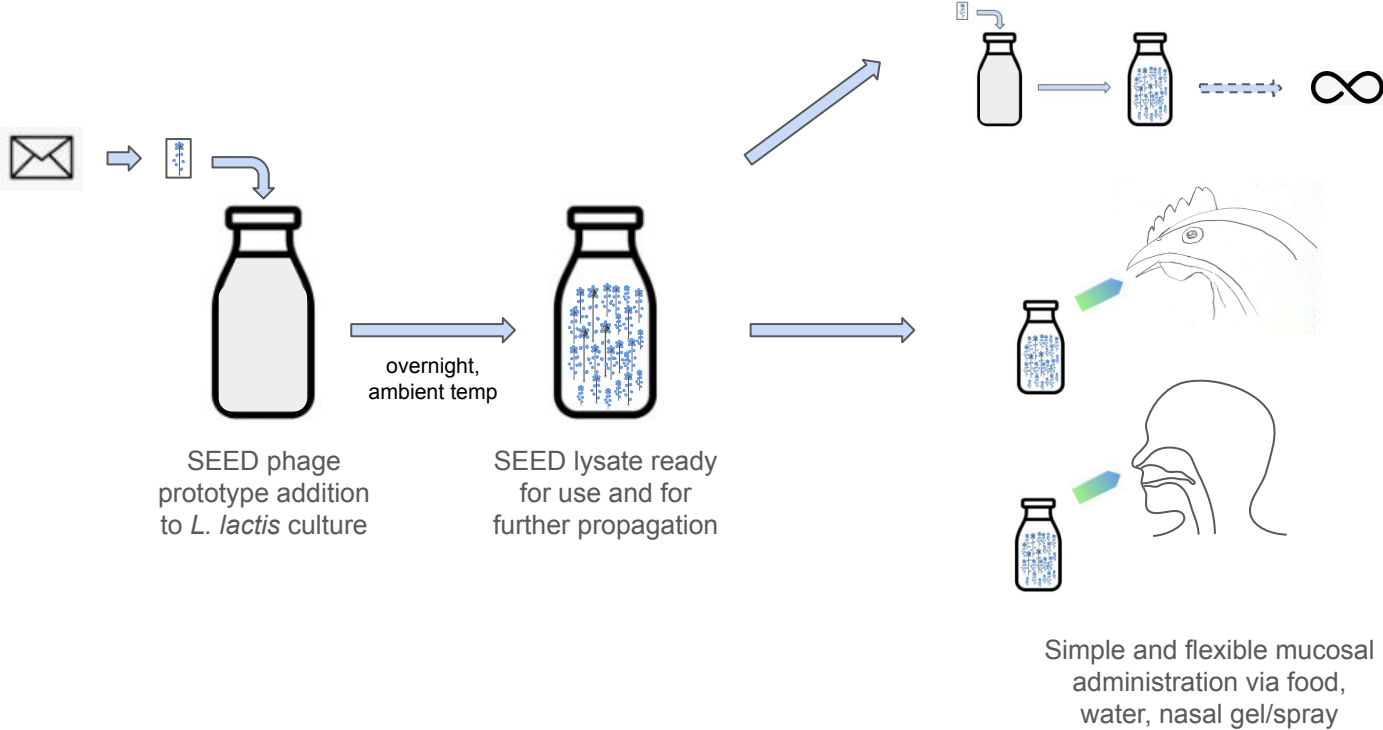 overnight,
ambient temp
SEED phage
prototype addition
to L. lactis culture
SEED lysate ready
for use and for
further propagation
Simple and flexible mucosal
administration via food,
water, nasal gel/spray